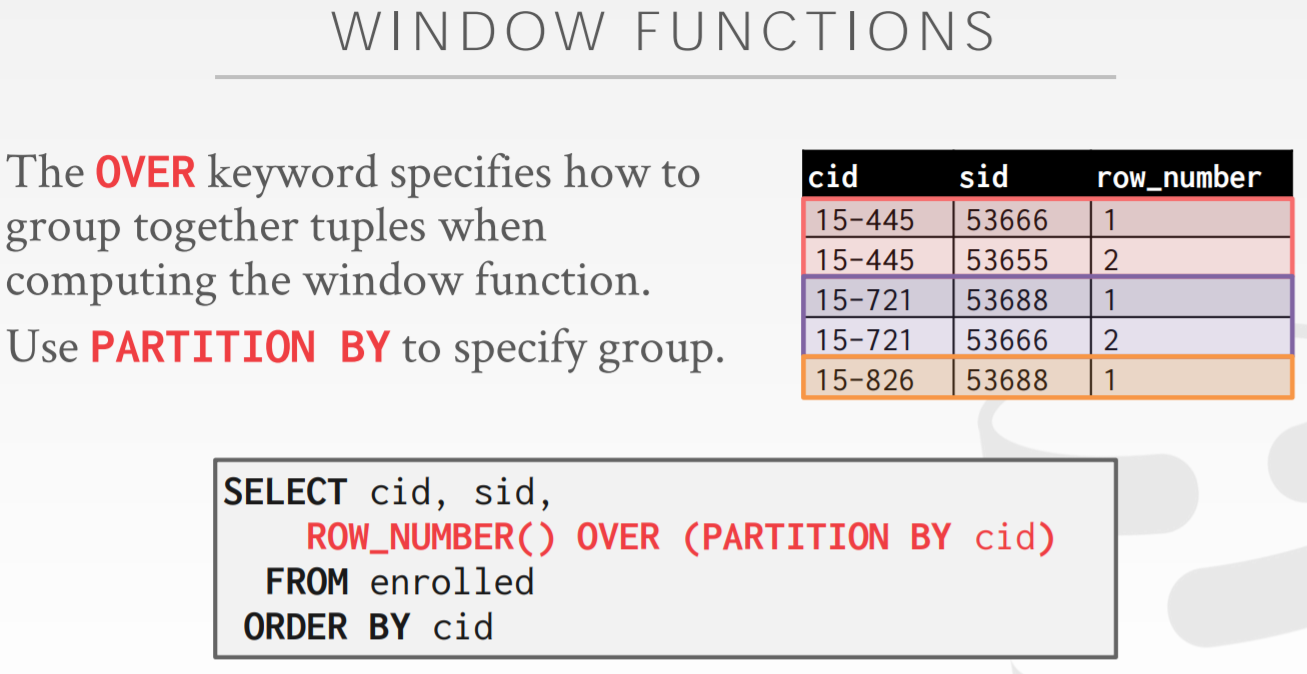 WINDOW FUNCTIONS
The OVER keyword specifies how to
group together tuples when
computing the window function.
Use PARTITION BY to specify group.
cid sid row_number
15-445 53666 1
15-445 53655 2
15-721 53688 1
15-721 53666 2
15-826 53688 1
SELECT cid, sid,
ROW_NUMBER() OVER (PARTITION BY cid)
FROM enrolled
ORDER BY cid